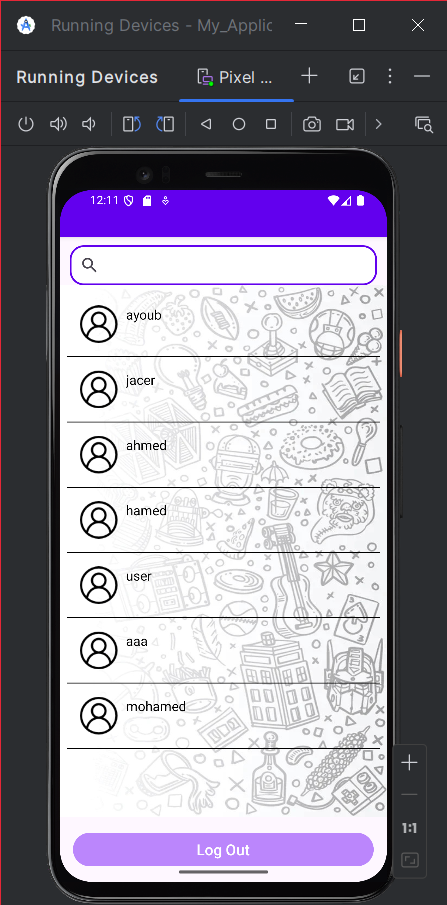 Running Devices - My_Applic
Running Devices
Pixel ...
12:11
ayoub
jacer
ahmed
hamed
user
aaa
mohamed
Log Out
1:1